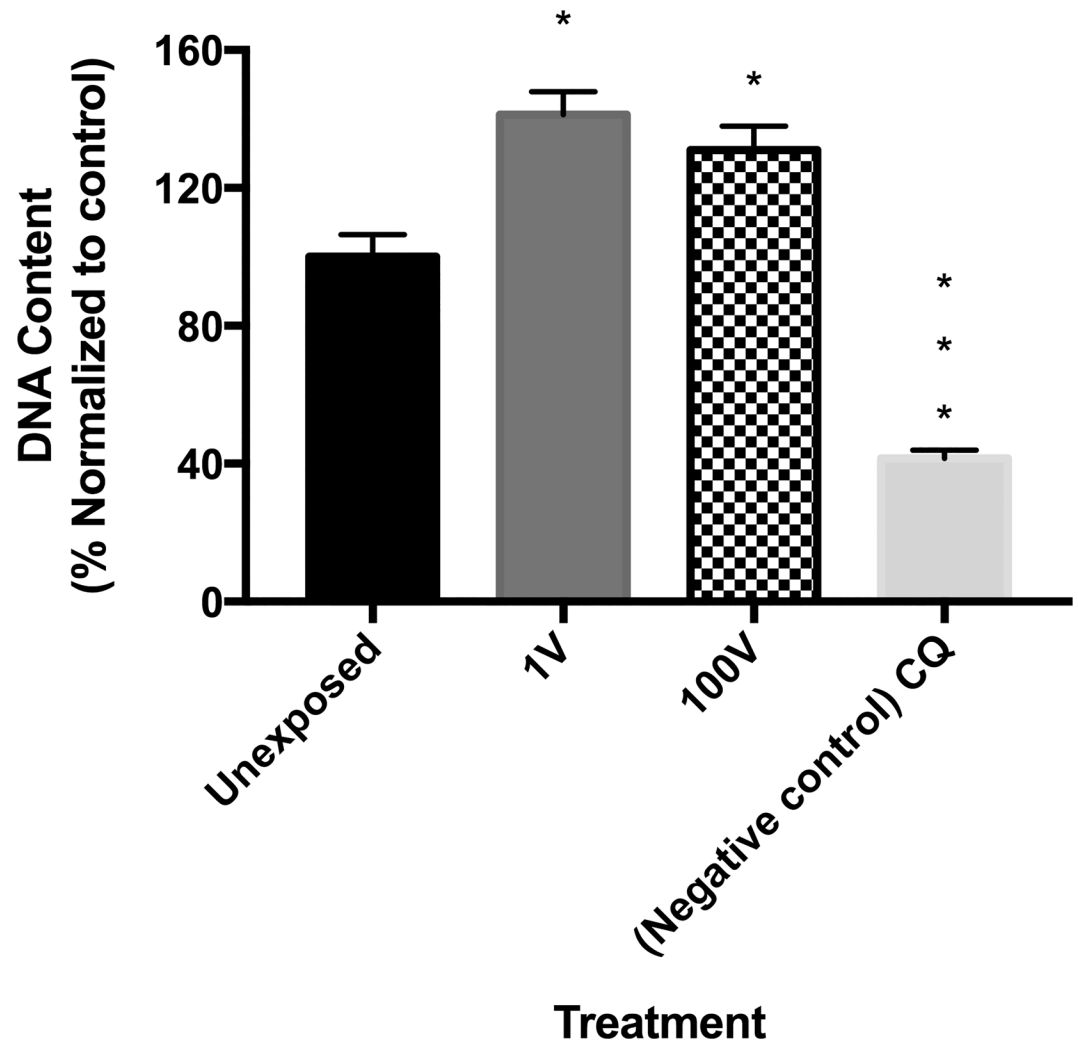 DNA Content
(% Normalized to control)
160
120
80
40
0
*
*
*
*
*
Unexposed
1V
100V
(Negative control) CQ
Treatment